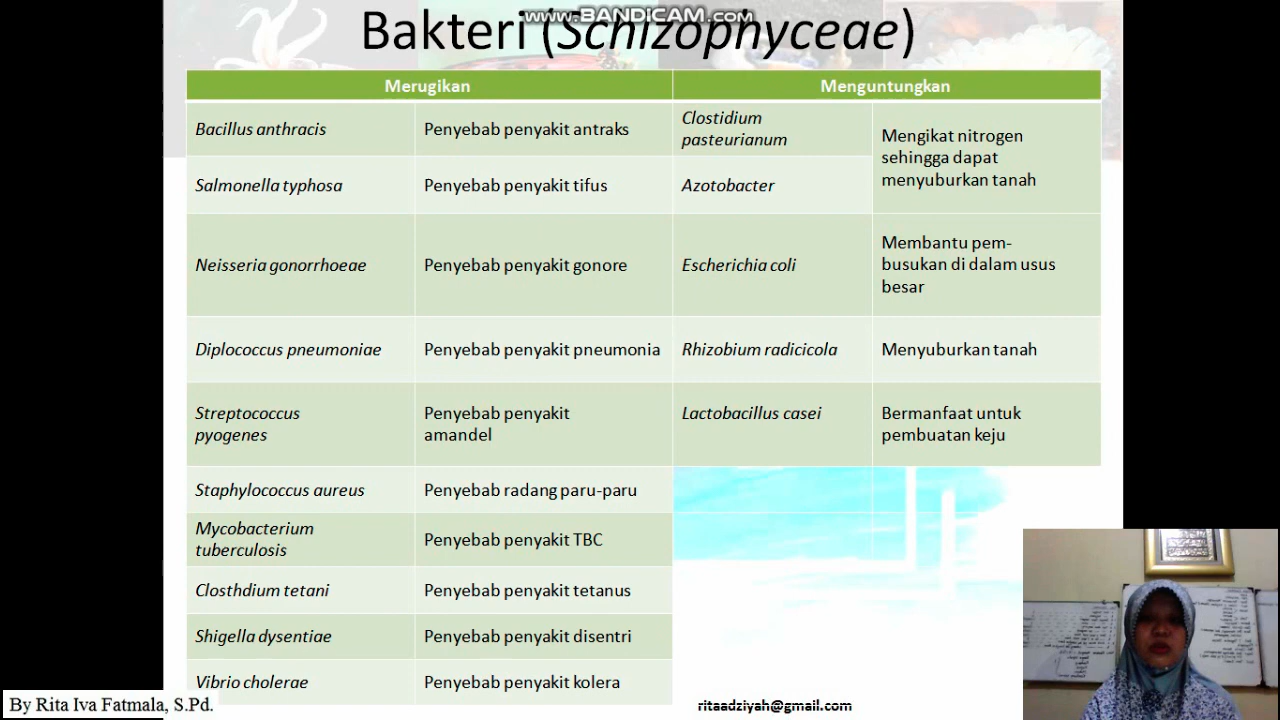 www.BANDICAM.com
Bakteri (Schizophyceae)
Merugikan
Menguntungkan
Bacillus anthracis
Penyebab penyakit antraks
Clostidium
pasteurianum
Mengikat nitrogen
sehingga dapat
menyuburkan tanah
Salmonella typhosa
Penyebab penyakit tifus
Azotobacter
Neisseria gonorrhoeae
Penyebab penyakit gonore
Escherichia coli
Membantu pem-
busukan di dalam usus
besar
Diplococcus pneumoniae
Penyebab penyakit pneumonia
Rhizobium radicicola
Menyuburkan tanah
Streptococcus
pyogenes
Penyebab penyakit
amandel
Lactobacillus casei
Bermanfaat untuk
pembuatan keju
Staphylococcus aureus
Penyebab radang paru-paru
Mycobacterium
tuberculosis
Penyebab penyakit TBC
Closthdium tetani
Penyebab penyakit tetanus
Shigella dysentiae
Penyebab penyakit disentri
Vibrio cholerae
Penyebab penyakit kolera
By Rita Iva Fatmala, S.Pd.
ritaadziyah@gmail.com